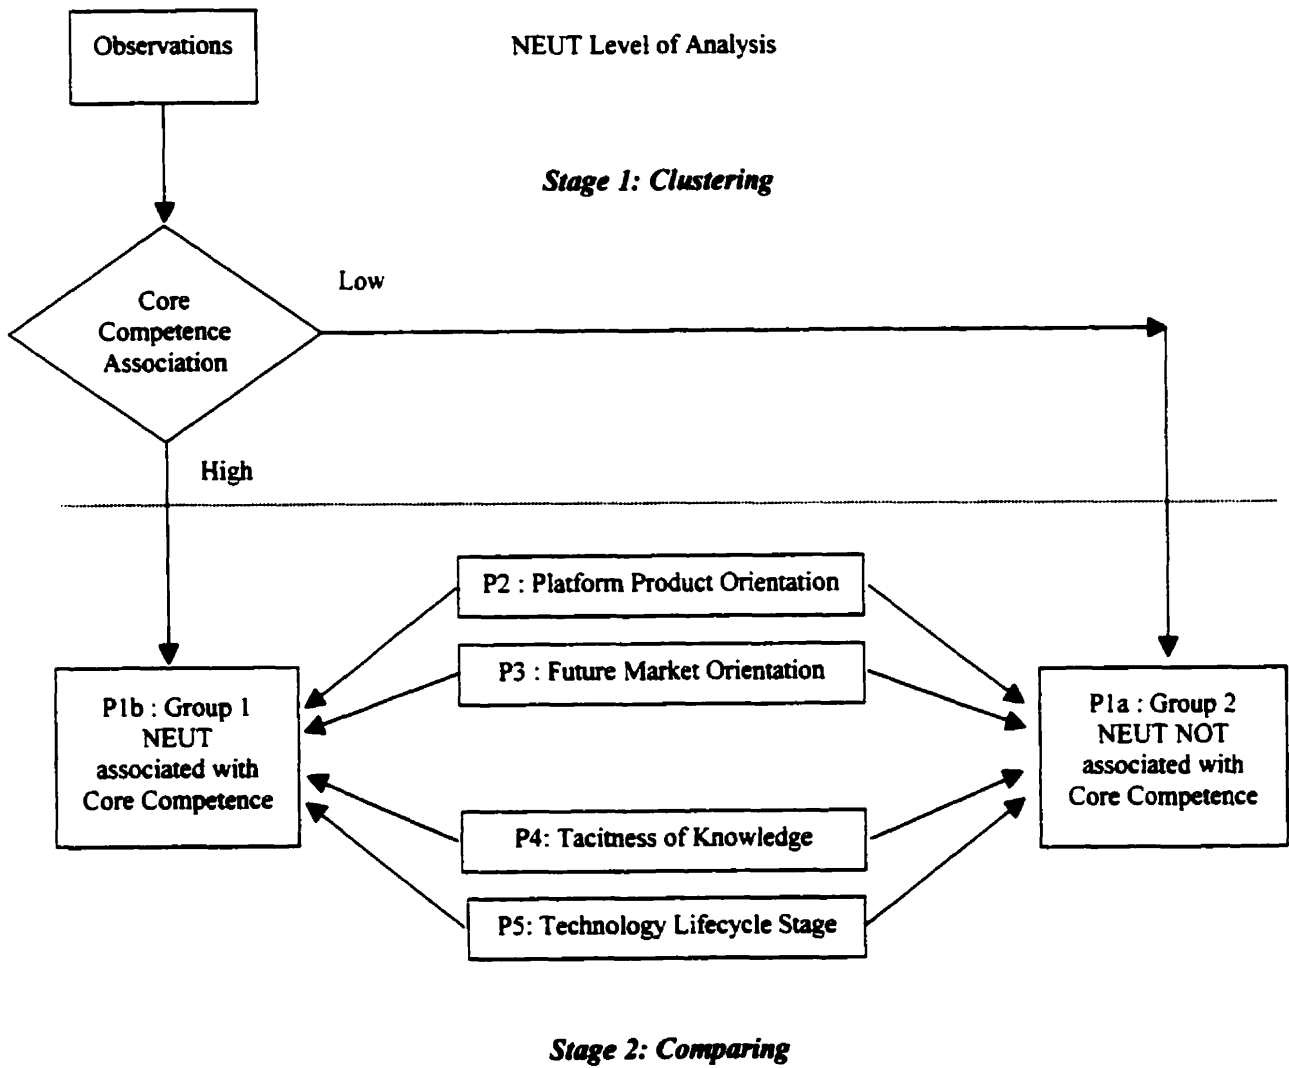 Observations
NEUT Level of Analysis
Stage 1: Clustering
Low
Core
Competence
Association
High
P2 : Platform Product Orientation
P3 : Future Market Orientation
P1b : Group 1
NEUT
associated with
Core Competence
P1a : Group 2
NEUT NOT
associated with
Core Competence
P4: Tacitness of Knowledge
P5: Technology Lifecycle Stage
Stage 2: Comparing